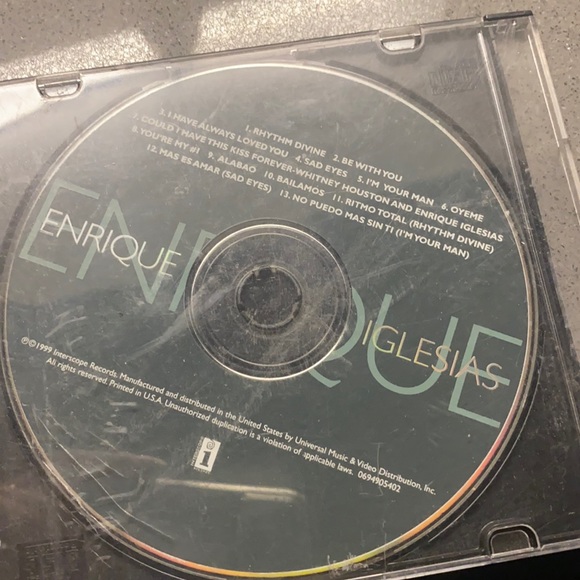 1. RHYTHM DIVINE 2. BE WITH YOU
3. I HAVE ALWAYS LOVED YOU 4. SAD EYES 5. I'M YOUR MAN 6. OYEME
7. COULD I HAVE THIS KISS FOREVER-WHITNEY HOUSTON AND ENRIQUE IGLESIAS
8. YOU'RE MY #1 9. ALABAO 10. BAILAMOS 11. RITMO TOTAL (RHYTHM DIVINE)
12. MAS ES AMAR (SAD EYES) 13. NO PUEDO MAS SIN TI (I'M YOUR MAN)
ENRIQUE
ENRIQUE
IGLESIAS
℗©1999 Interscope Records. Manufactured and distributed in the United States by Universal Music & Video Distribution, Inc.
All rights reserved. Printed in U.S.A. Unauthorized duplication is a violation of applicable laws. 0694905402
i